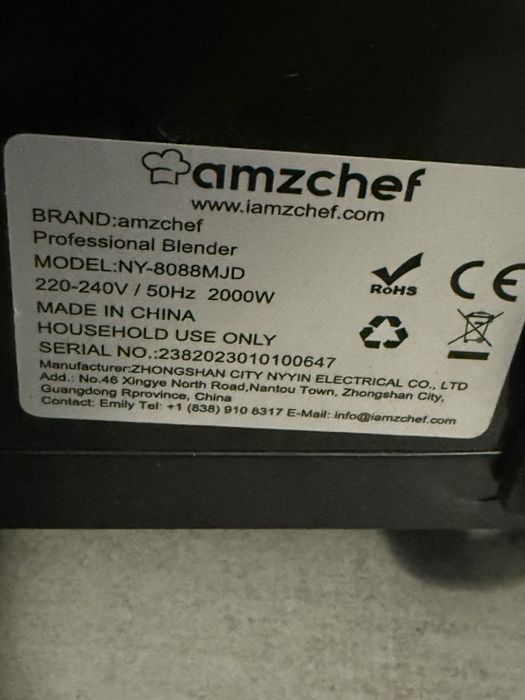 amzchef
www.iamzchef.com
BRAND:amzchef
Professional Blender
MODEL:NY-8088MJD
220-240V / 50Hz 2000W
MADE IN CHINA
HOUSEHOLD USE ONLY
SERIAL NO.:2382023010100647
Manufacturer:ZHONGSHAN CITY NYYIN ELECTRICAL CO., LTD
Add.: No.46 Xingye North Road,Nantou Town, Zhongshan City,
Guangdong Rprovince, China
Contact: Emily Tel: +1 (838) 910 8317 E-Mail: info@iamzchef.com
RoHS
CE